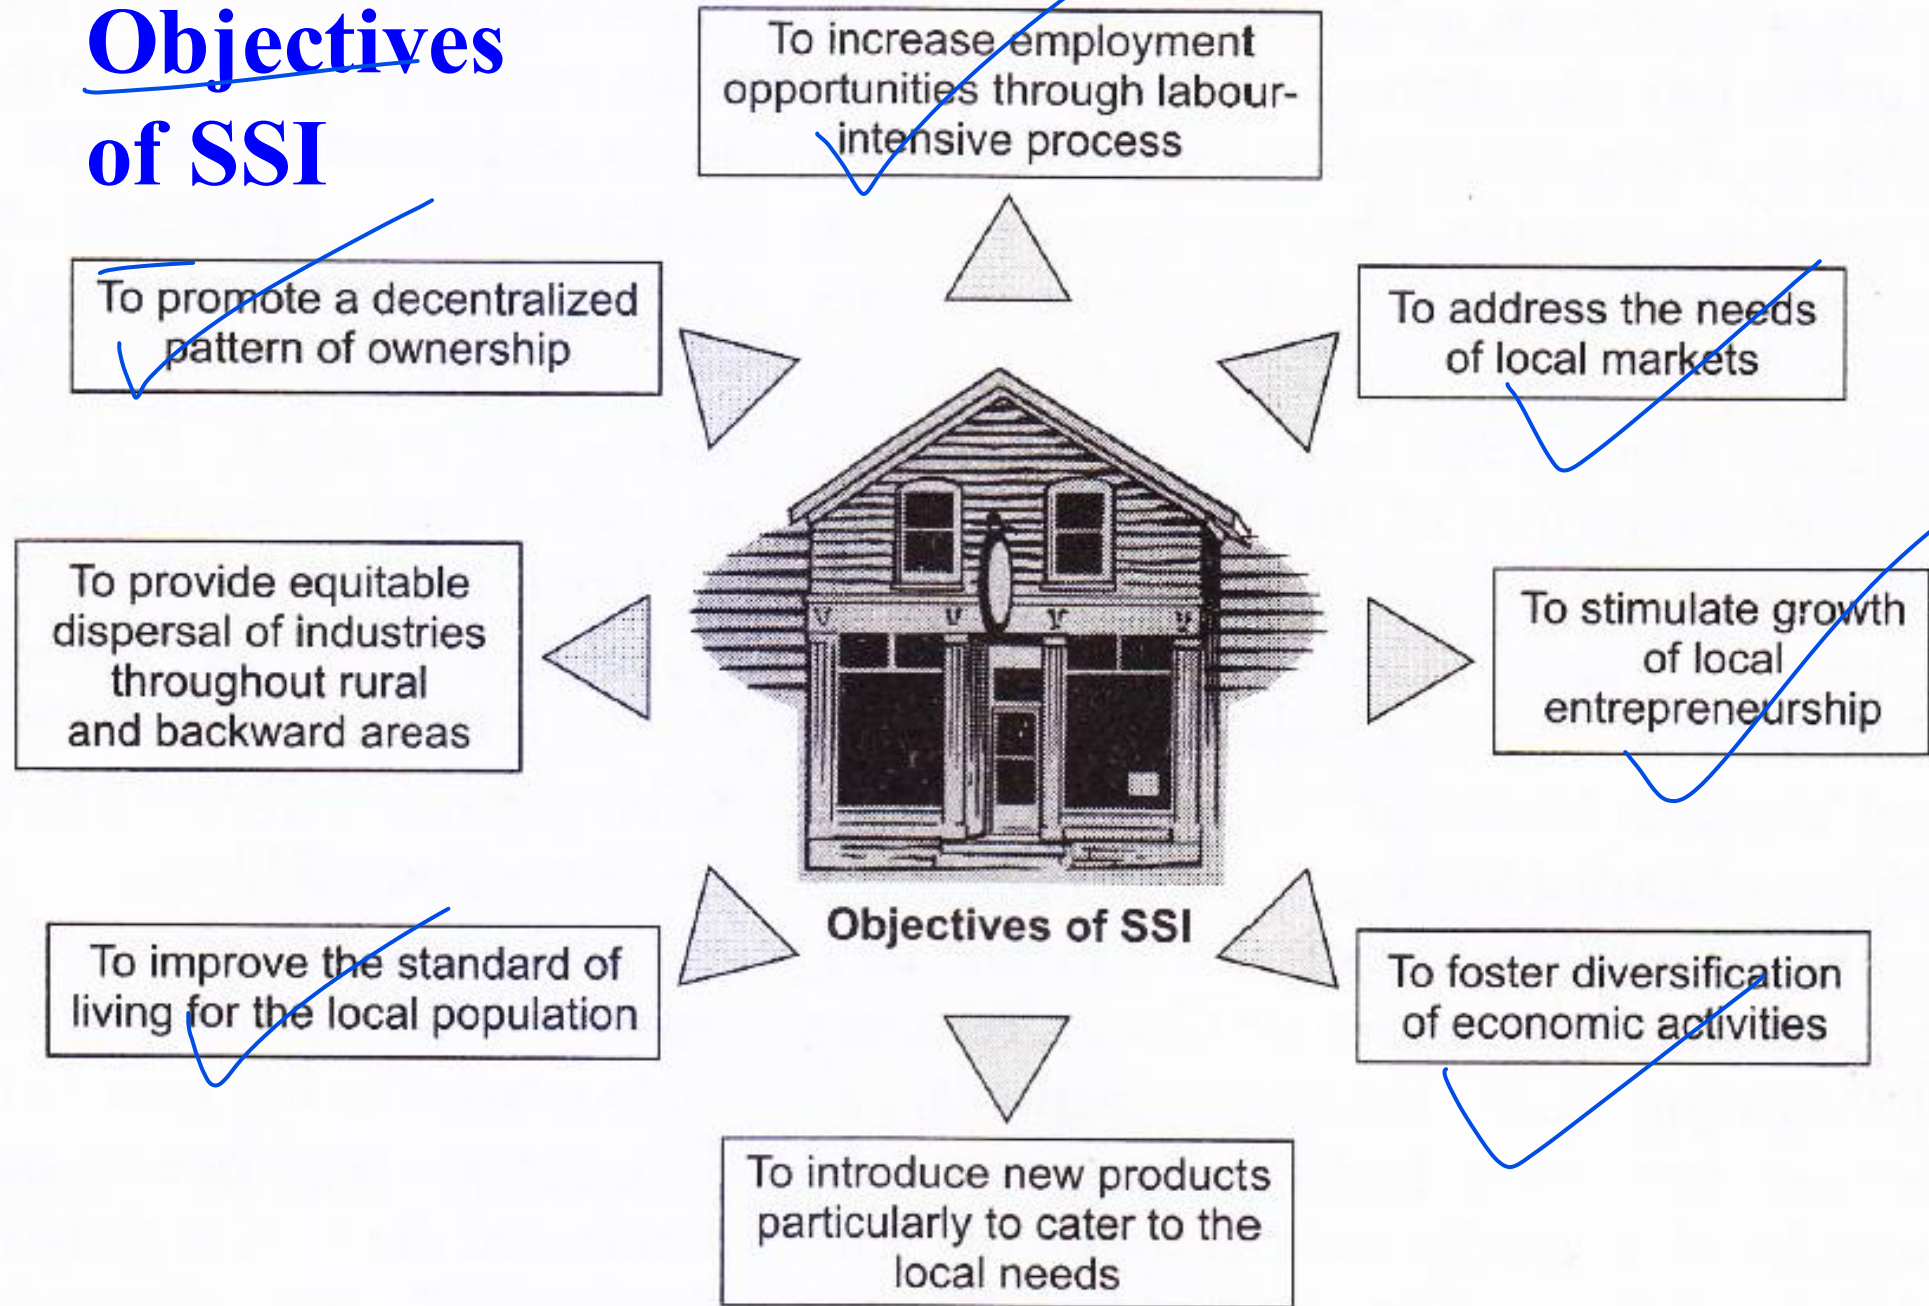 Objectives
of SSI
To increase employment
opportunities through labour-
intensive process
To promote a decentralized
pattern of ownership
To address the needs
of local markets
To provide equitable
dispersal of industries
throughout rural
and backward areas
To stimulate growth
of local
entrepreneurship
Objectives of SSI
To improve the standard of
living for the local population
To foster diversification
of economic activities
To introduce new products
particularly to cater to the
local needs